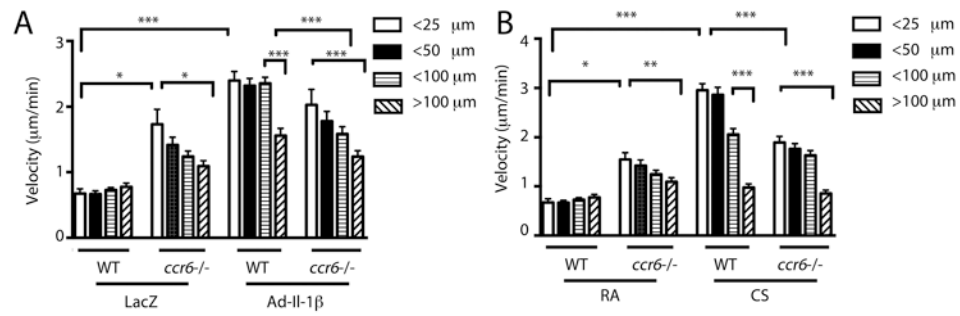 A
***
***
*
*
***
***
Velocity (μm/min)
3
2
1
0
WT
ccr6-/-
WT
ccr6-/-
LacZ
Ad-Il-1β
<25 μm
<50 μm
<100 μm
>100 μm
B
***
***
*
**
***
***
Velocity (μm/min)
4
3
2
1
0
WT
ccr6-/-
WT
ccr6-/-
RA
CS
<25 μm
<50 μm
<100 μm
>100 μm